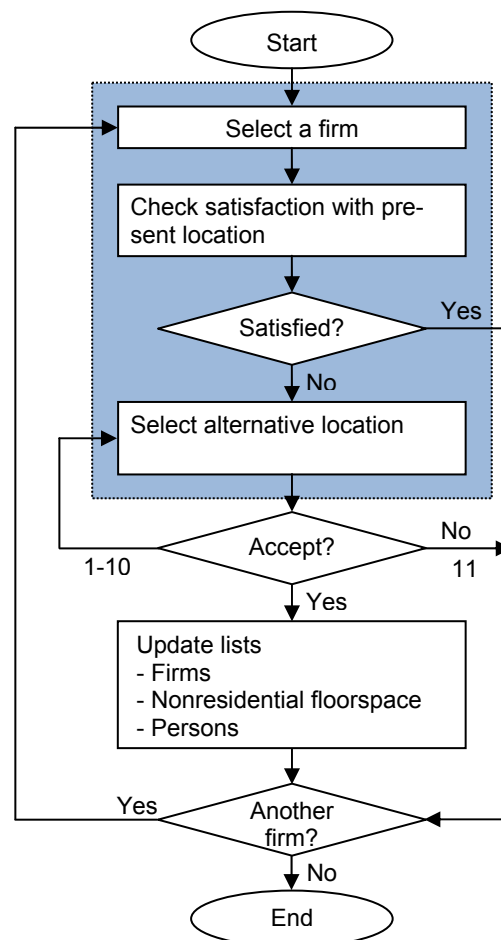 Start
Select a firm
Check satisfaction with pre-
sent location
Satisfied?
Yes
No
Select alternative location
Accept?
No
1-10
11
Yes
Update lists
- Firms
- Nonresidential floorspace
- Persons
Yes
Another
firm?
No
End